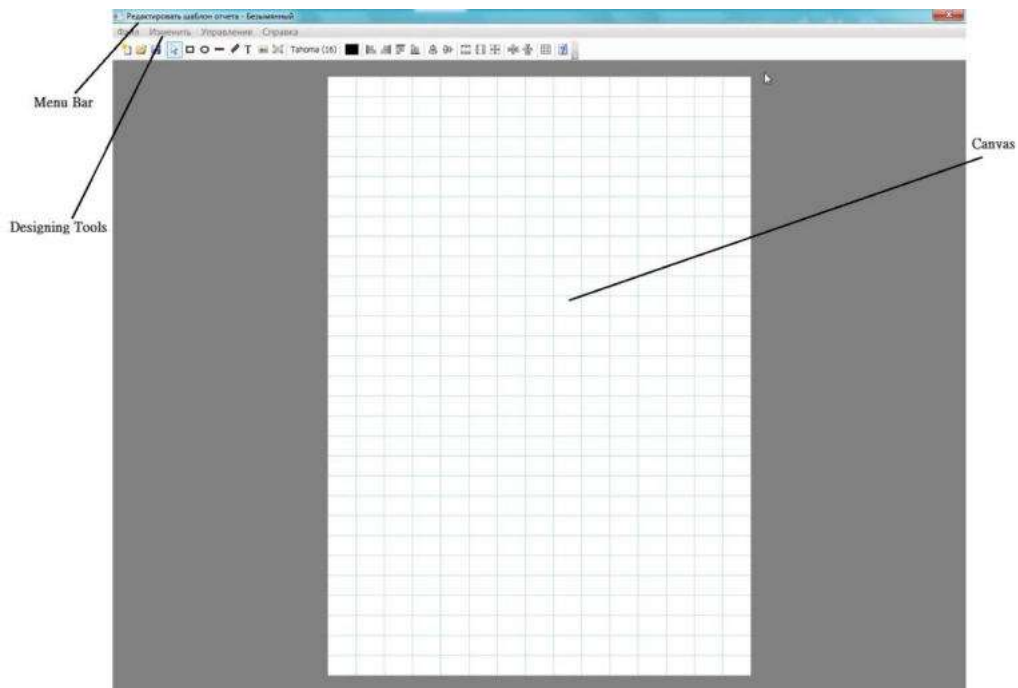 Редактировать шаблон отчета - Безымянный
Файл Изменить Управление Справка
T Tahoma (16)
Menu Bar
Canvas
Designing Tools